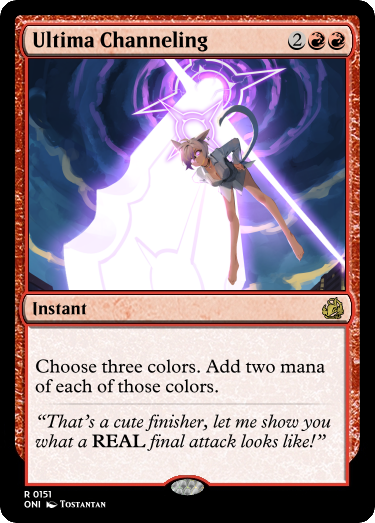 Ultima Channeling 2
Instant
Choose three colors. Add two mana
of each of those colors.
“That's a cute finisher, let me show you
what a REAL final attack looks like!”
R 0151
ONI Tostantan